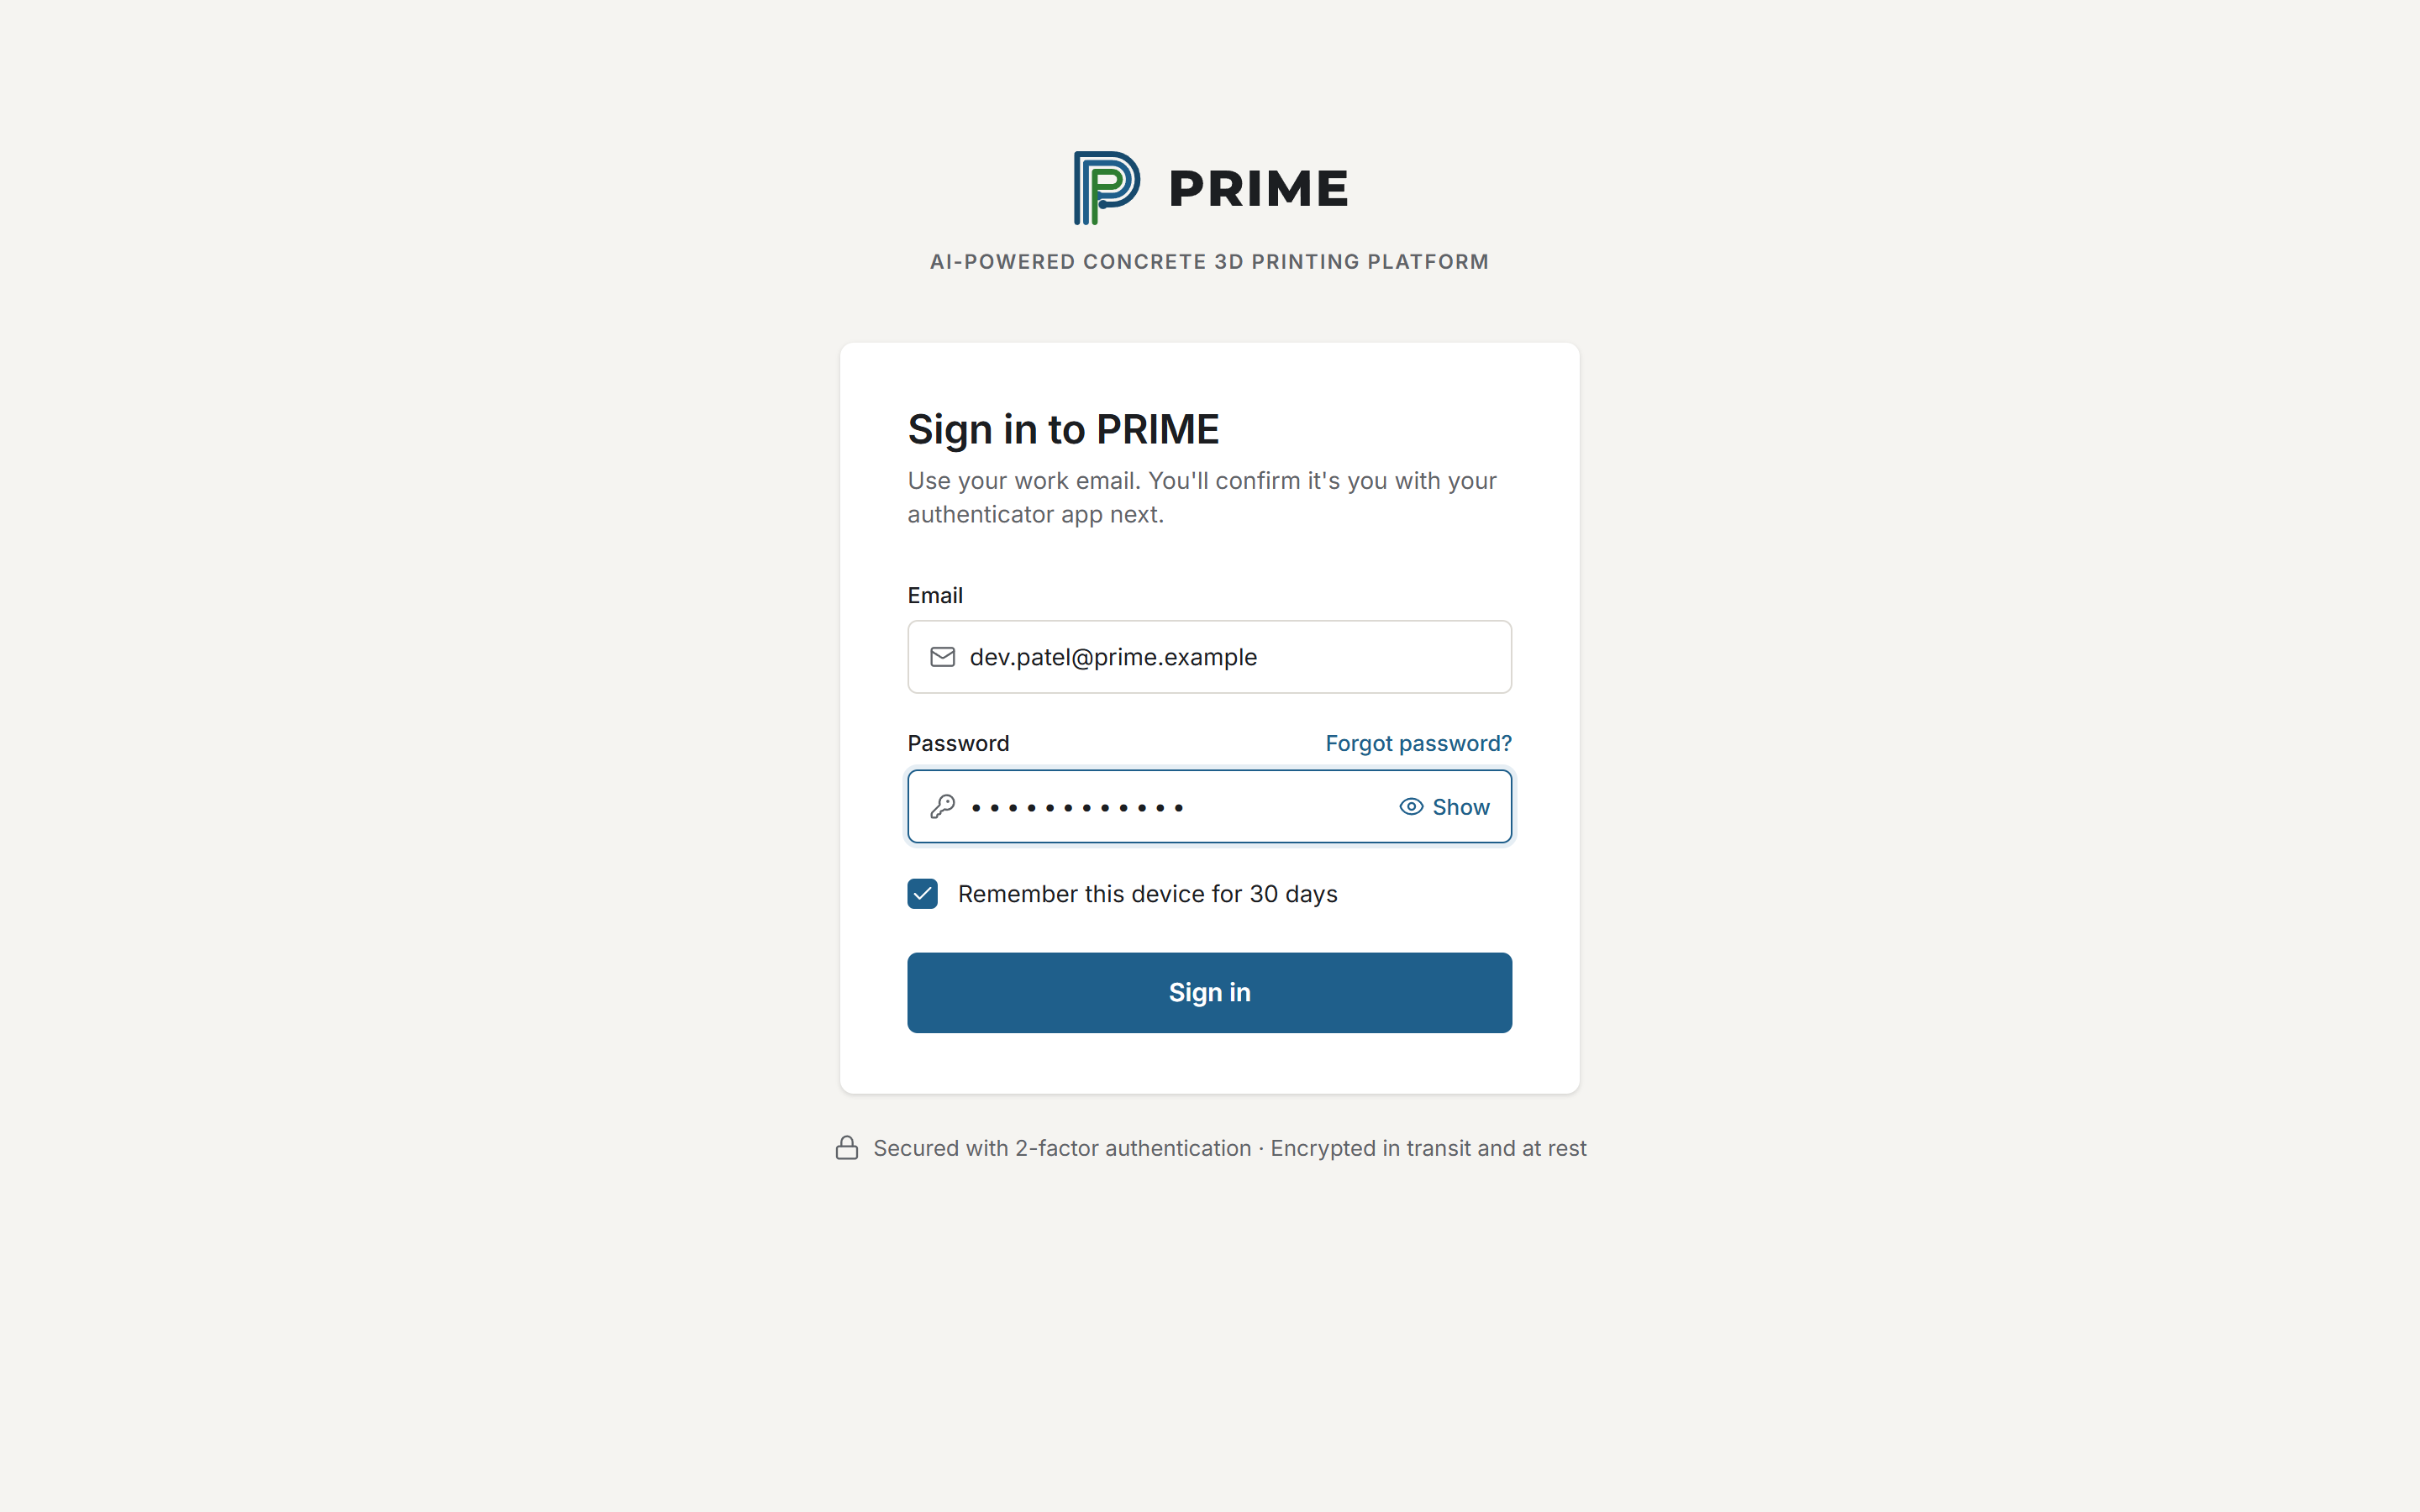 PRIME
AI-POWERED CONCRETE 3D PRINTING PLATFORM
Sign in to PRIME
Use your work email. You'll confirm it's you with your
authenticator app next.
Email
dev.patel@prime.example
Password
Forgot password?
••••••••••••
Show
Remember this device for 30 days
Sign in
Secured with 2-factor authentication · Encrypted in transit and at rest